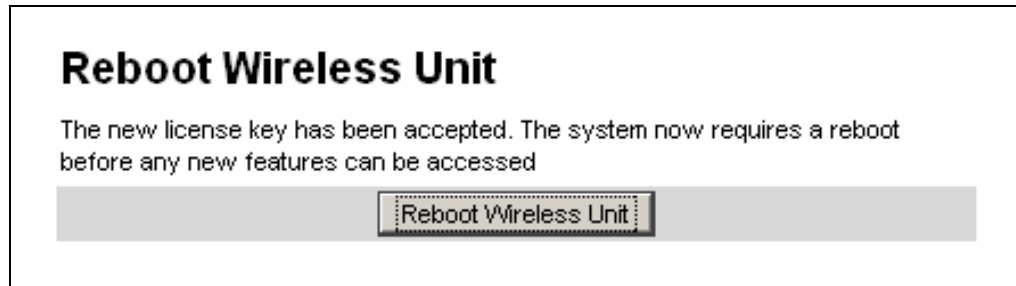 Reboot Wireless Unit
The new license key has been accepted. The system now requires a reboot
before any new features can be accessed
Reboot Wireless Unit